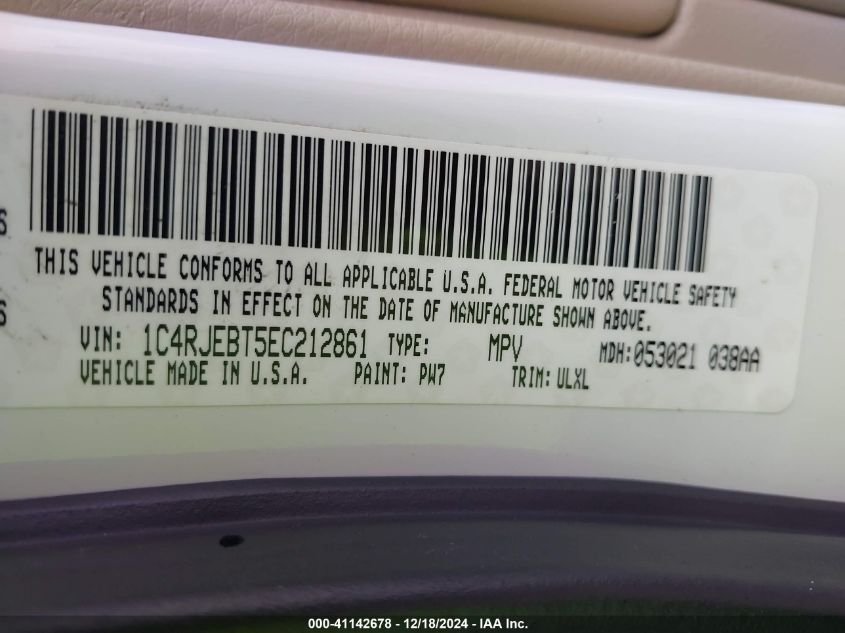 S
THIS VEHICLE CONFORMS TO ALL APPLICABLE U.S.A. FEDERAL MOTOR VEHICLE SAFETY
S
STANDARDS IN EFFECT ON THE DATE OF MANUFACTURE SHOWN ABOVE.
VIN: 1C4RJEBT5EC212861 TYPE: MPV MDH:053021 038AA
VEHICLE MADE IN U.S.A. PAINT: PW7 TRIM: ULXL
000-41142678 - 12/18/2024 - IAA Inc.